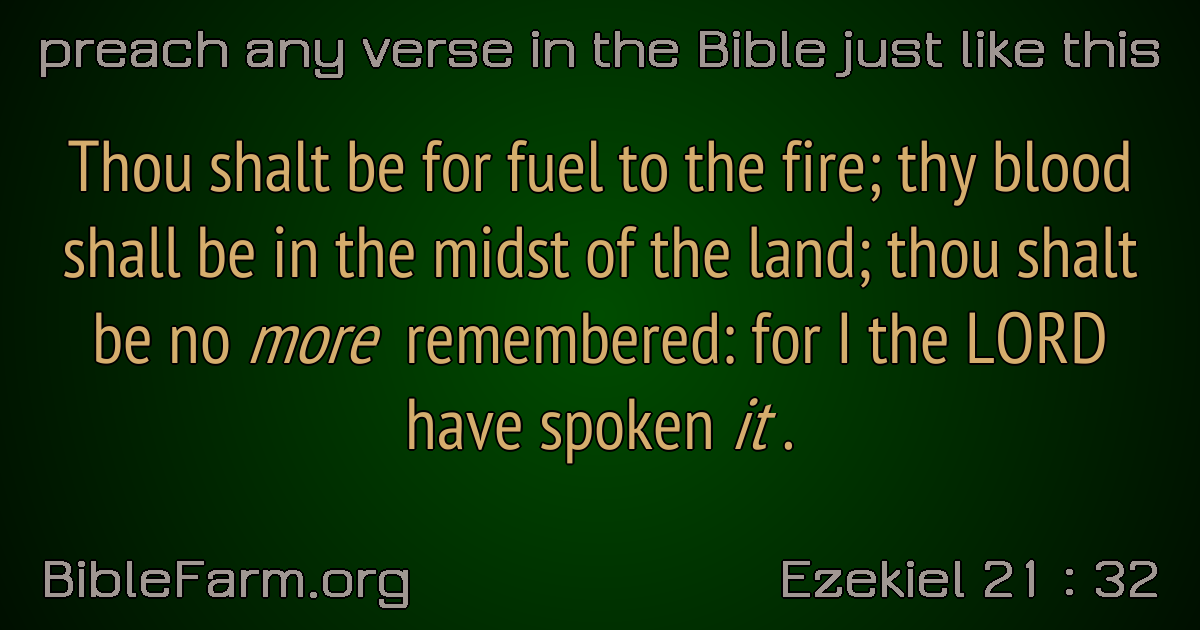 preach any verse in the Bible just like this
Thou shalt be for fuel to the fire; thy blood
shall be in the midst of the land; thou shalt
be no more remembered: for I the LORD
have spoken it .
BibleFarm.org
Ezekiel 21 : 32